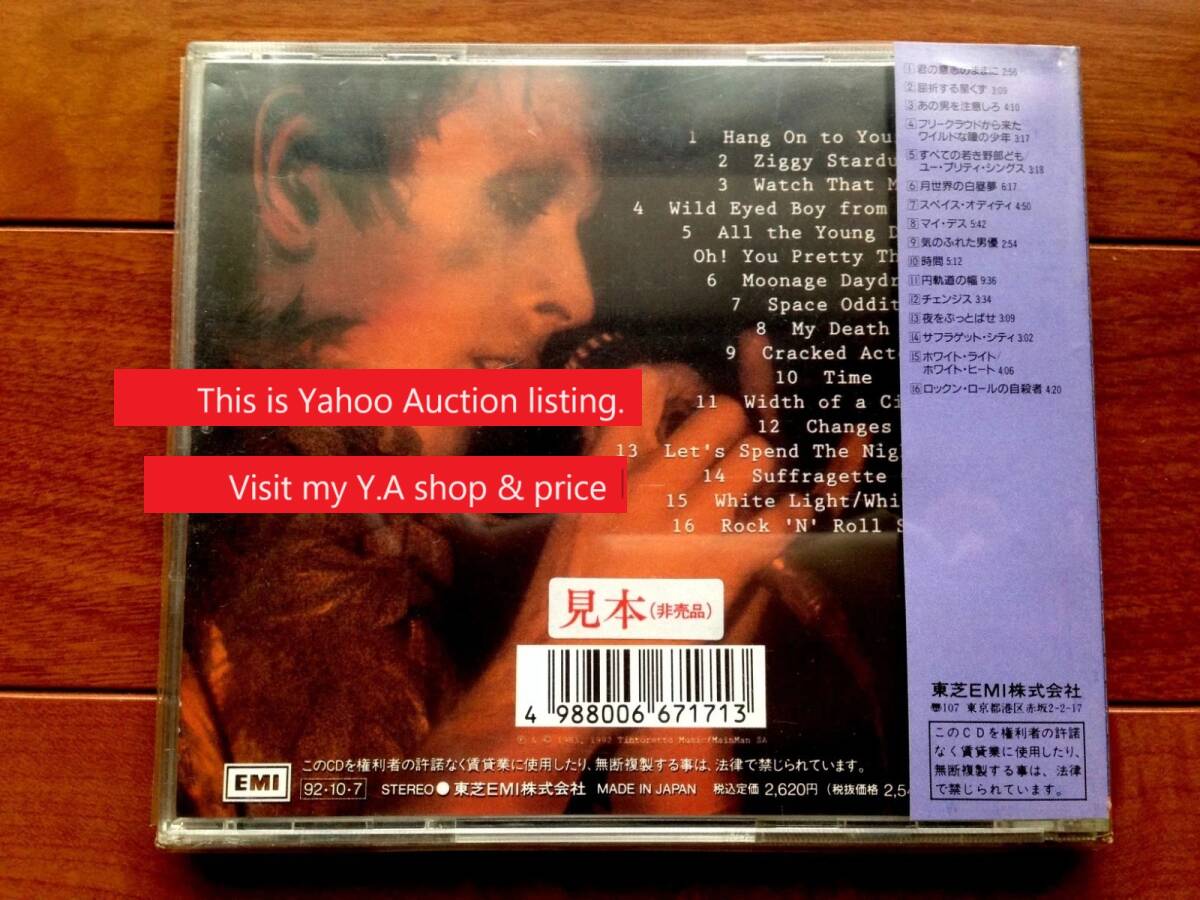 1 Hang On to You
2 Ziggy Stardu
3 Watch That M
4 Wild Eyed Boy from
5 All the Young D
Oh! You Pretty Th
6 Moonage Daydr
7 Space Oddit
8 My Death
9 Cracked Act
10 Time
11 Width of a Ci
12 Changes
13 Let's Spend The Nig
14 Suffragette
15 White Light/Whi
16 Rock 'N' Roll S
This is Yahoo Auction listing.
Visit my Y.A shop & price
見本(非売品)
4 988006 671713
Ⓟ & © 1983, 1992 Tintoretto Music/MainMan SA
このCDを権利者の許諾なく賃貸業に使用したり、無断複製する事は、法律で禁じられています。
EMI 92·10·7 STEREO●東芝EMI株式会社 MADE IN JAPAN 税込定価 2,620円 (税抜価格 2,54
1 君の意志のままに 2:56
2 屈折する星くず 3:09
3 あの男を注意しろ 4:10
4 フリークラウドから来た
ワイルドな瞳の少年 3:17
5 すべての若き野郎ども/
ユー・プリティ・シングス 3:18
6 月世界の白昼夢 6:17
7 スペイス・オディティ 4:50
8 マイ・デス 5:42
9 気のふれた男優 2:54
10 時間 5:12
11 円軌道の幅 9:36
12 チェンジス 3:34
13 夜をぶっとばせ 3:09
14 サフラゲット・シティ 3:02
15 ホワイト・ライト/
ホワイト・ヒート 4:06
16 ロックン・ロールの自殺者 4:20
東芝EMI株式会社
〠107 東京都港区赤坂2-2-17
このCDを権利者の許諾
なく賃貸業に使用したり、
無断複製する事は、法律
で禁じられています。